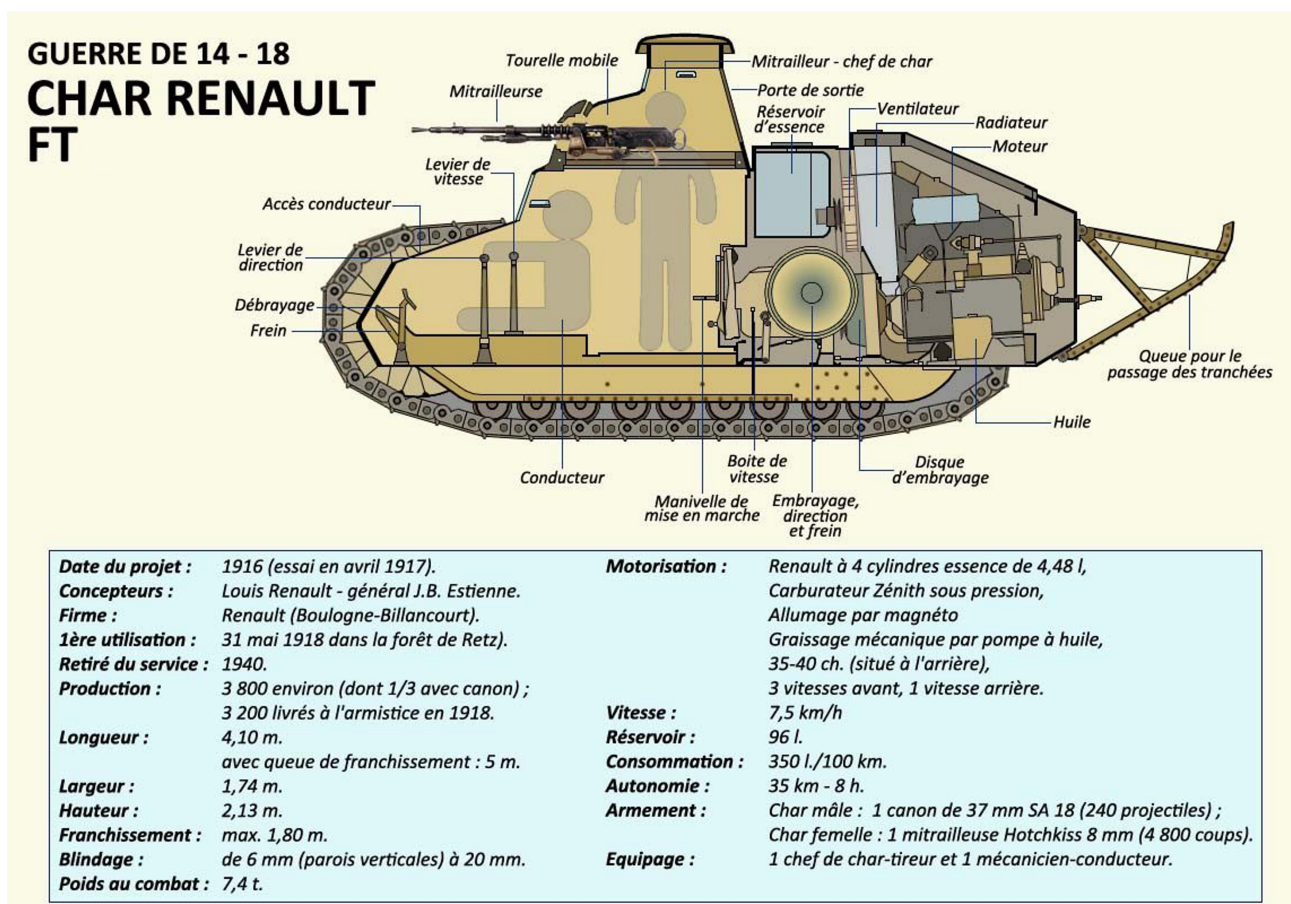 GUERRE DE 14 - 18
CHAR RENAULT
FT
Tourelle mobile
Mitrailleurse
Mitrailleur - chef de char
Porte de sortie
Réservoir
d'essence
Ventilateur
Radiateur
Moteur
Levier de
vitesse
Accès conducteur
Levier de
direction
Débrayage
Frein
Queue pour le
passage des tranchées
Huile
Conducteur
Boite de
vitesse
Disque
d'embrayage
Manivelle de
mise en marche
Embrayage,
direction
et frein
Date du projet : 1916 (essai en avril 1917).
Concepteurs : Louis Renault - général J.B. Estienne.
Firme : Renault (Boulogne-Billancourt).
1ère utilisation : 31 mai 1918 dans la forêt de Retz).
Retiré du service : 1940.
Production : 3 800 environ (dont 1/3 avec canon) ;
3 200 livrés à l'armistice en 1918.
Longueur : 4,10 m.
avec queue de franchissement : 5 m.
Largeur : 1,74 m.
Hauteur : 2,13 m.
Franchissement : max. 1,80 m.
Blindage : de 6 mm (parois verticales) à 20 mm.
Poids au combat : 7,4 t.
Motorisation : Renault à 4 cylindres essence de 4,48 l,
Carburateur Zénith sous pression,
Allumage par magnéto
Graissage mécanique par pompe à huile,
35-40 ch. (situé à l'arrière),
3 vitesses avant, 1 vitesse arrière.
Vitesse : 7,5 km/h
Réservoir : 96 l.
Consommation : 350 l./100 km.
Autonomie : 35 km - 8 h.
Armement : Char mâle : 1 canon de 37 mm SA 18 (240 projectiles) ;
Char femelle : 1 mitrailleuse Hotchkiss 8 mm (4 800 coups).
Equipage : 1 chef de char-tireur et 1 mécanicien-conducteur.